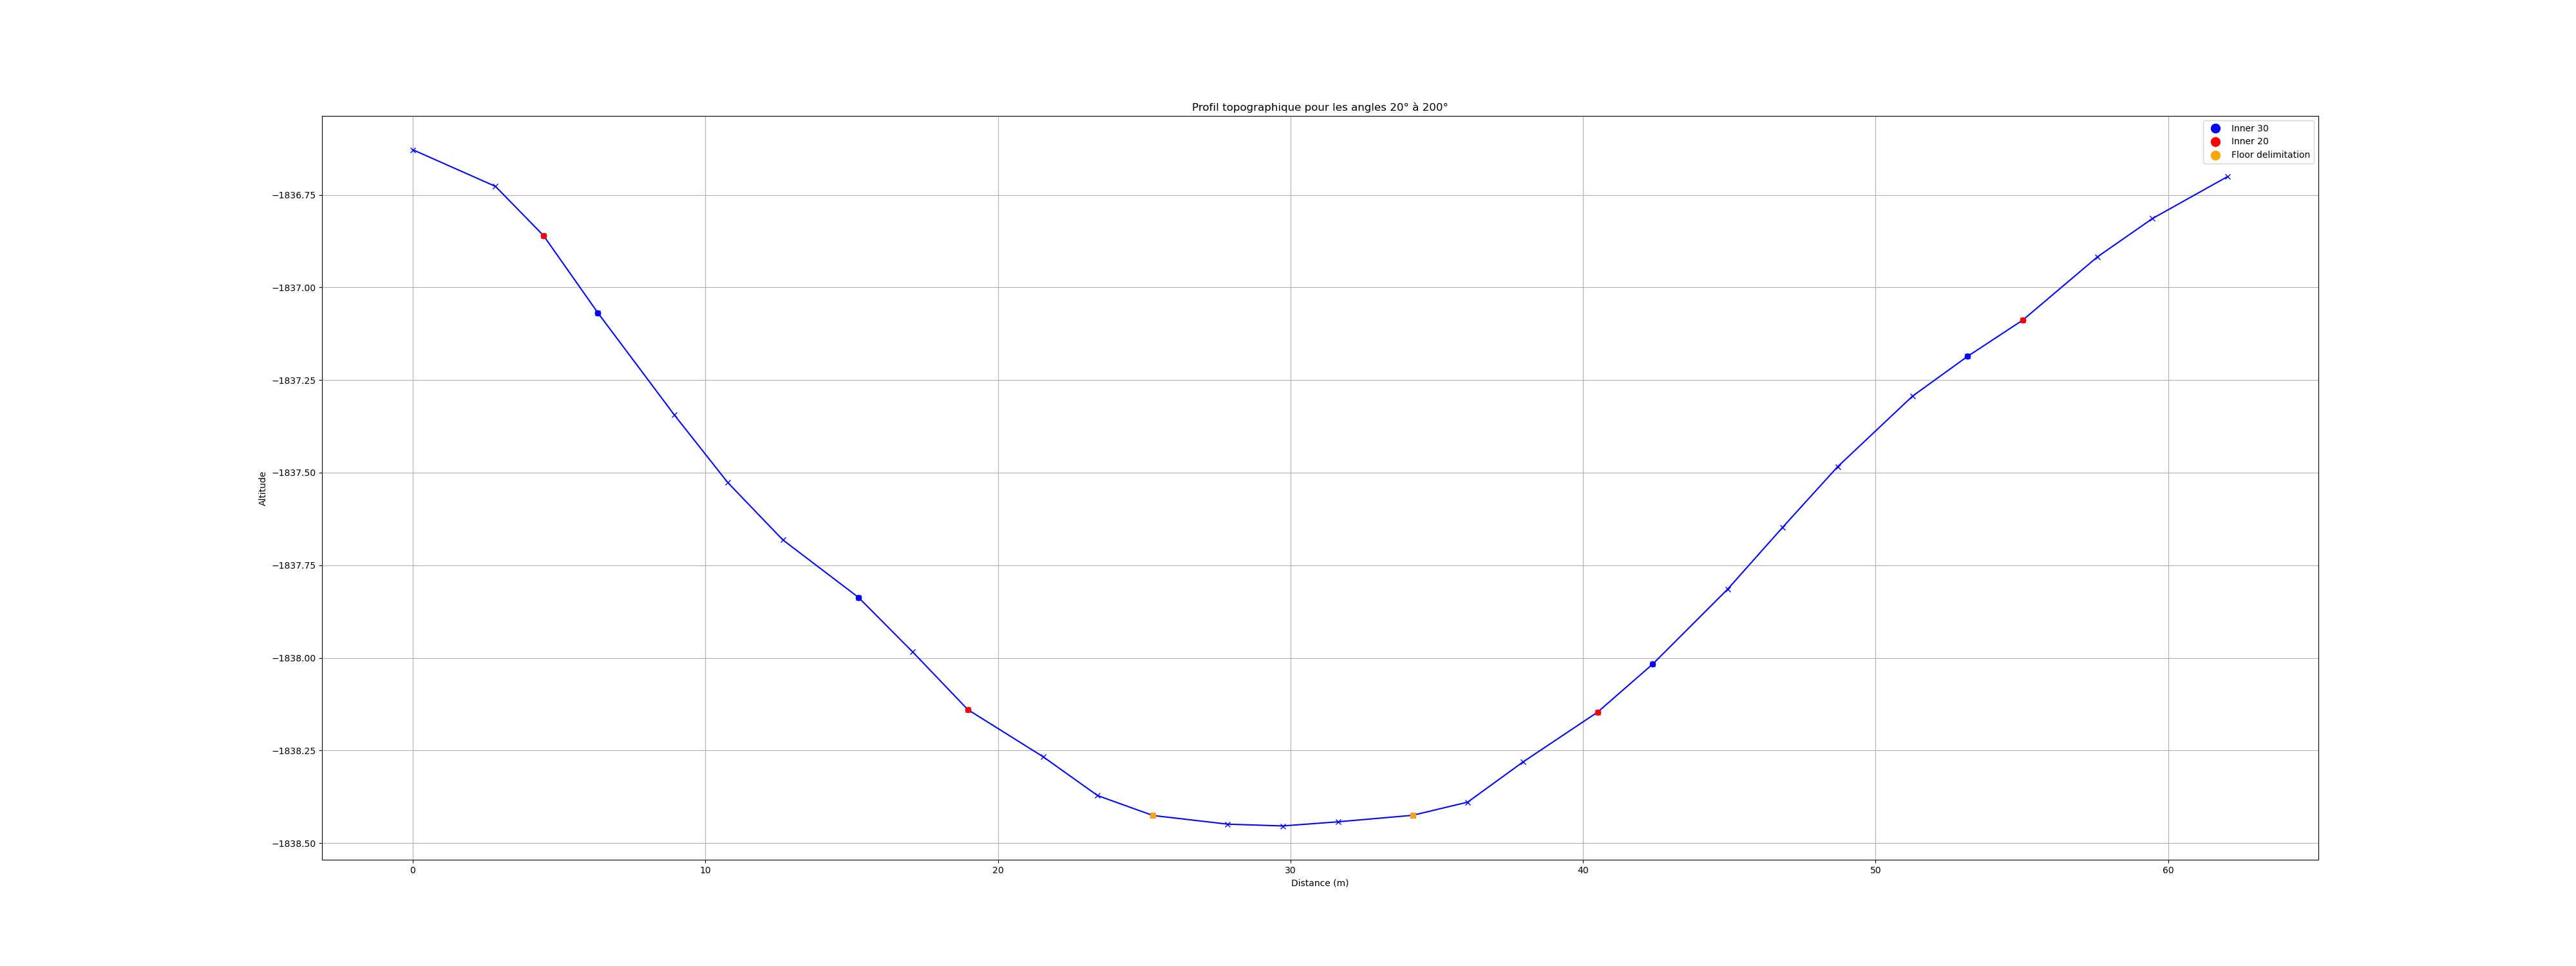 Profil topographique pour les angles 20° à 200°
Inner 30
Inner 20
Floor delimitation
Altitude
−1836.75
−1837.00
−1837.25
−1837.50
−1837.75
−1838.00
−1838.25
−1838.50
0 10 20 30 40 50 60
Distance (m)